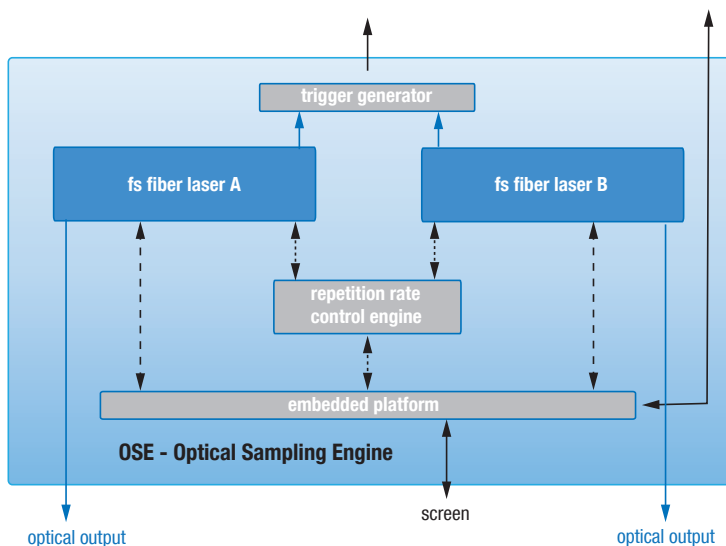 trigger generator
fs fiber laser A
fs fiber laser B
repetition rate
control engine
embedded platform
OSE - Optical Sampling Engine
screen
optical output
optical output